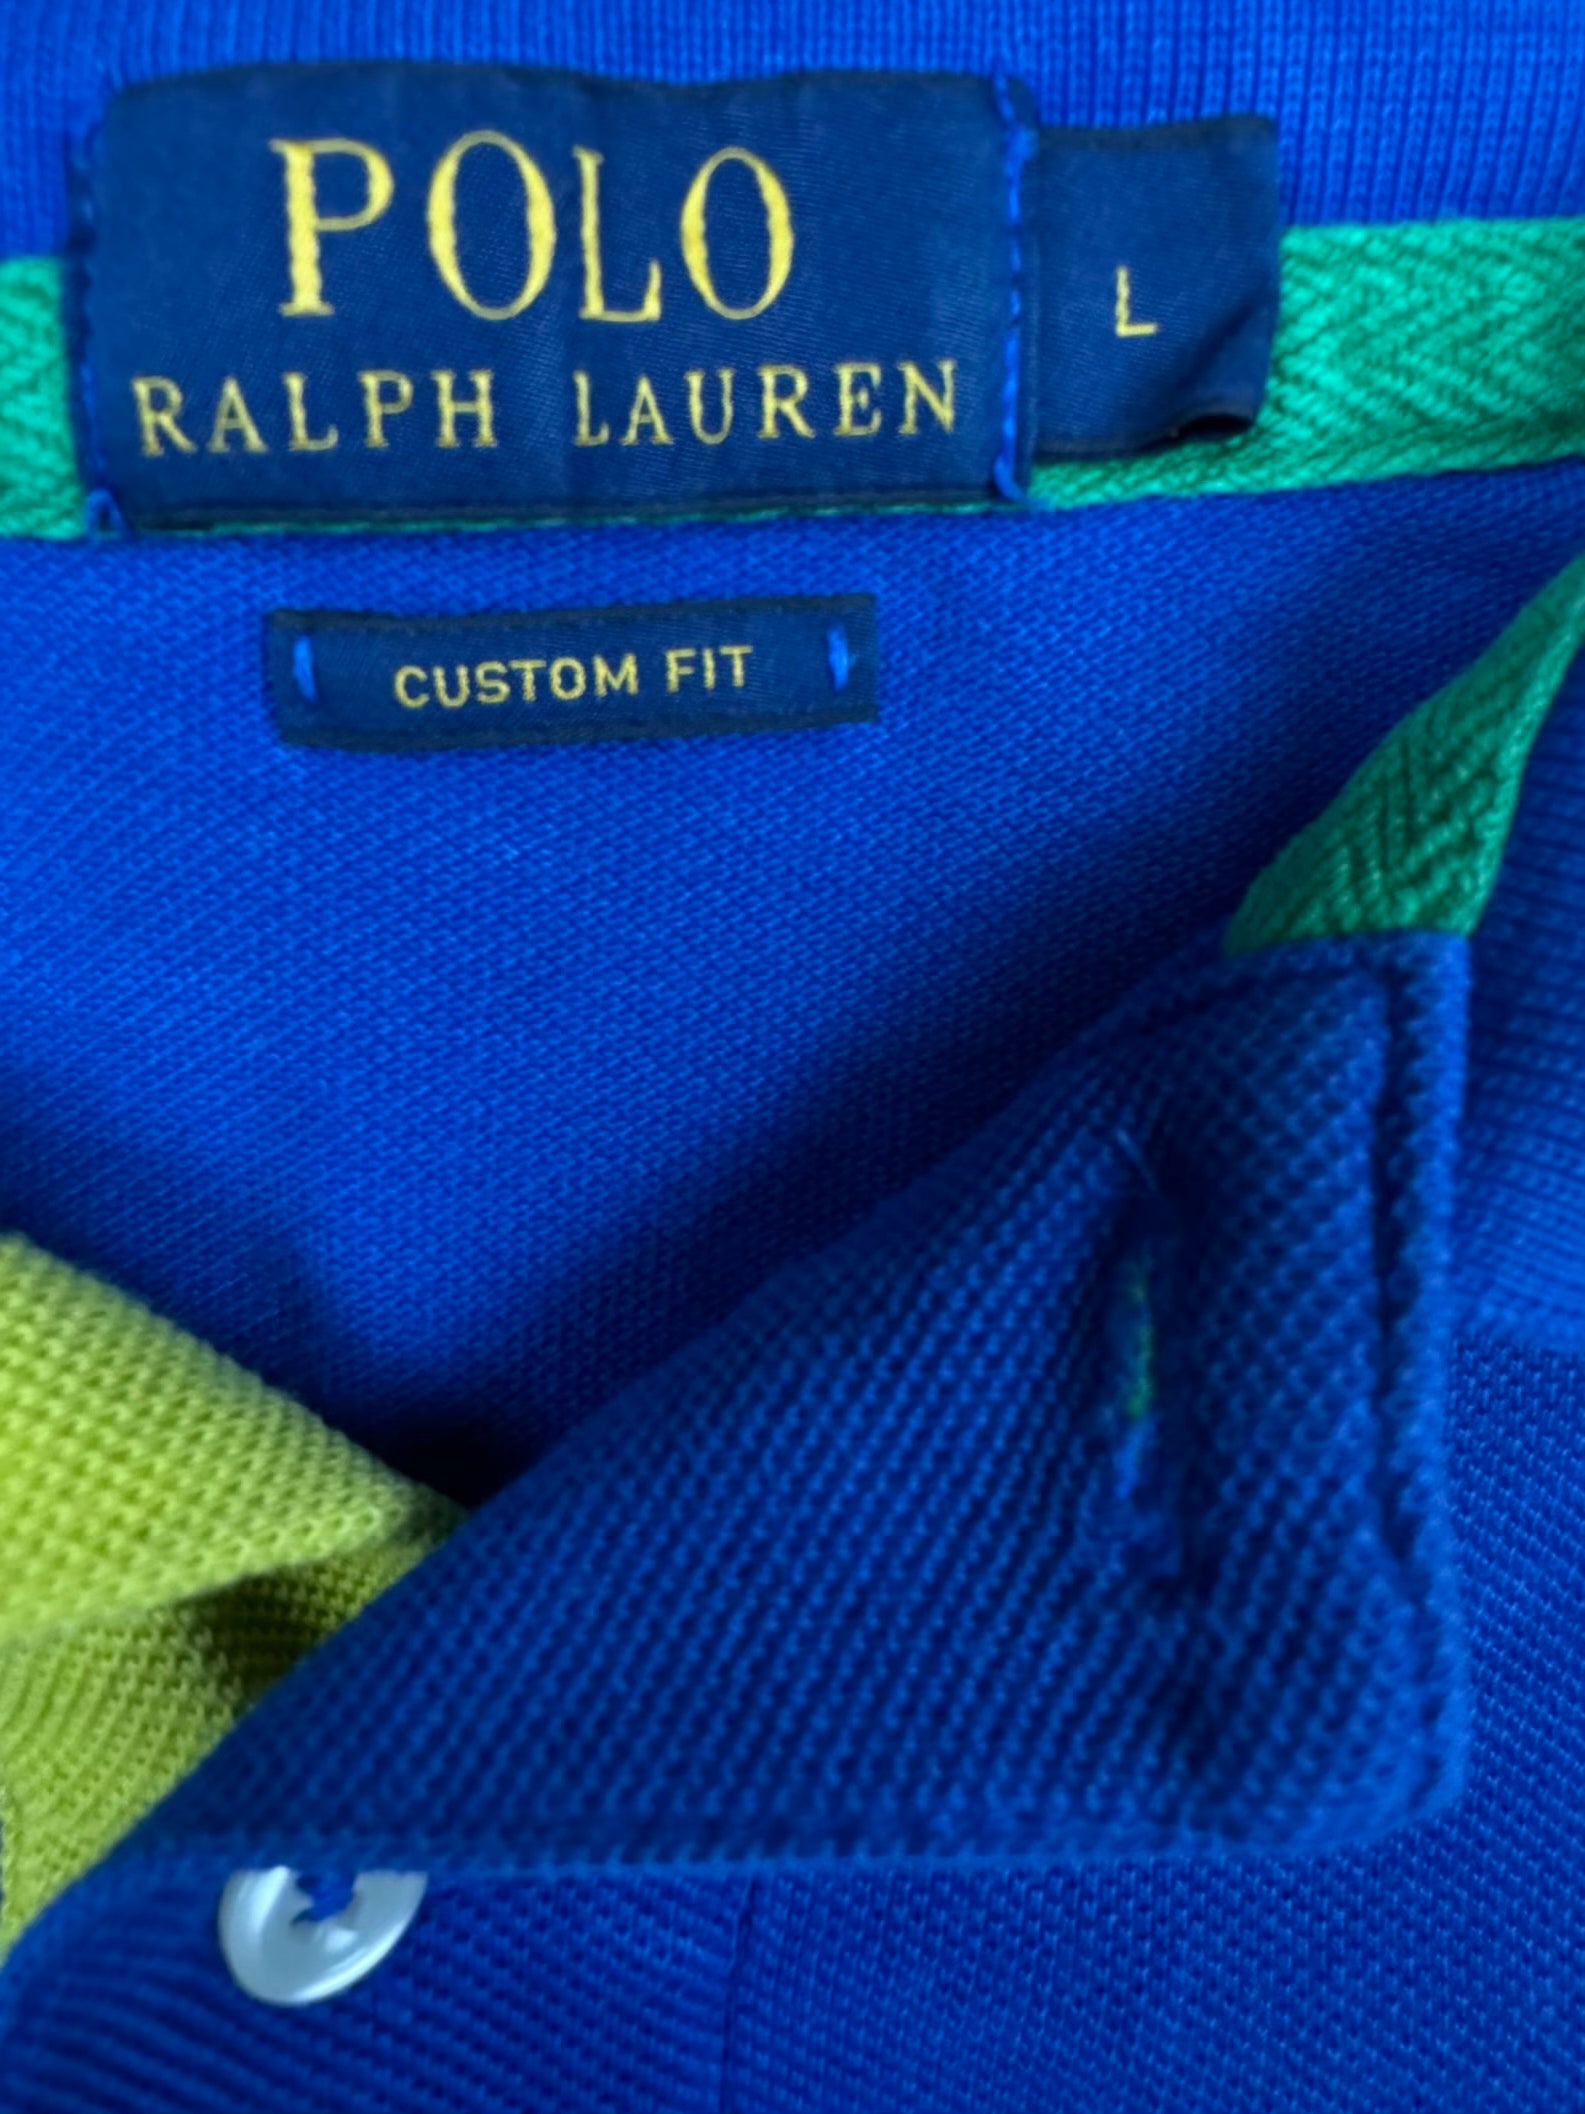 POLO
RALPH LAUREN
L
CUSTOM FIT